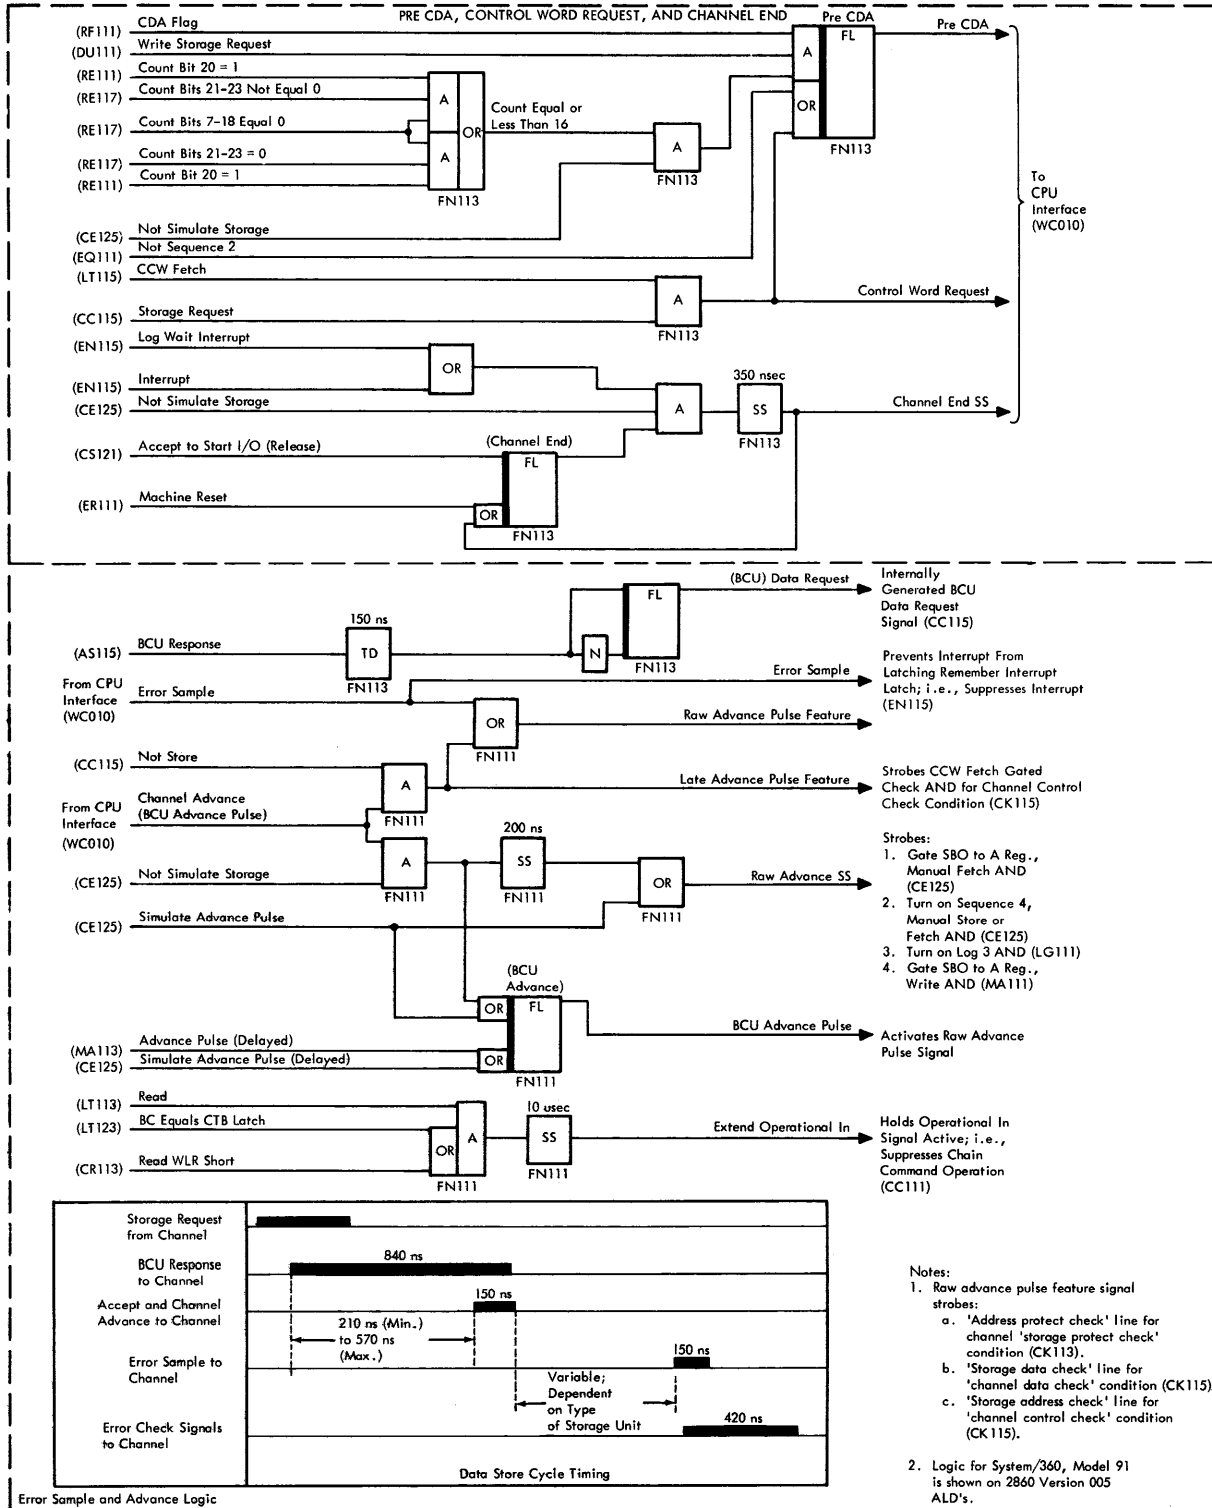 PRE CDA, CONTROL WORD REQUEST, AND CHANNEL END
Pre CDA
(RF111) CDA Flag
(DU111) Write Storage Request
(RE111) Count Bit 20 = 1
(RE117) Count Bits 21-23 Not Equal 0
(RE117) Count Bits 7-18 Equal 0
(RE117) Count Bits 21-23 = 0
(RE111) Count Bit 20 = 1
A
A
OR
FN113
Count Equal or
Less Than 16
A
FN113
A
OR
FL
FN113
Pre CDA
To
CPU
Interface
(WC010)
(CE125) Not Simulate Storage
(EQ111) Not Sequence 2
(LT115) CCW Fetch
(CC115) Storage Request
A
FN113
Control Word Request
(EN115) Log Wait Interrupt
(EN115) Interrupt
OR
(CE125) Not Simulate Storage
A
350 nsec
SS
FN113
Channel End SS
(CS121) Accept to Start I/O (Release)
(Channel End)
FL
(ER111) Machine Reset
OR
FN113
(BCU) Data Request
Internally
Generated BCU
Data Request
Signal (CC115)
(AS115) BCU Response
150 ns
TD
FN113
N
FL
FN113
From CPU
Interface
(WC010)
Error Sample
Error Sample
Prevents Interrupt From
Latching Remember Interrupt
Latch; i.e., Suppresses Interrupt
(EN115)
OR
FN111
Raw Advance Pulse Feature
(CC115) Not Store
A
FN111
Late Advance Pulse Feature
Strobes CCW Fetch Gated
Check AND for Channel Control
Check Condition (CK115)
From CPU
Interface
(WC010)
Channel Advance
(BCU Advance Pulse)
A
FN111
(CE125) Not Simulate Storage
200 ns
SS
FN111
OR
FN111
Raw Advance SS
Strobes:
1. Gate SBO to A Reg.,
Manual Fetch AND
(CE125)
2. Turn on Sequence 4,
Manual Store or
Fetch AND (CE125)
3. Turn on Log 3 AND (LG111)
4. Gate SBO to A Reg.,
Write AND (MA111)
(CE125) Simulate Advance Pulse
(BCU
Advance)
OR
FL
OR
FN111
BCU Advance Pulse
Activates Raw Advance
Pulse Signal
(MA113) Advance Pulse (Delayed)
(CE125) Simulate Advance Pulse (Delayed)
(LT113) Read
(LT123) BC Equals CTB Latch
(CR113) Read WLR Short
OR
A
FN111
10 usec
SS
FN111
Extend Operational In
Holds Operational In
Signal Active; i.e.,
Suppresses Chain
Command Operation
(CC111)
Storage Request
from Channel
BCU Response
to Channel
840 ns
Accept and Channel
Advance to Channel
150 ns
210 ns (Min.)
to 570 ns
(Max.)
Error Sample to
Channel
150 ns
Variable;
Dependent
on Type
of Storage Unit
Error Check Signals
to Channel
420 ns
Data Store Cycle Timing
Notes:
1. Raw advance pulse feature signal
strobes:
a. 'Address protect check' line for
channel 'storage protect check'
condition (CK113).
b. 'Storage data check' line for
'channel data check' condition (CK115)
c. 'Storage address check' line for
'channel control check' condition
(CK115).
2. Logic for System/360, Model 91
is shown on 2860 Version 005
ALD's.
Error Sample and Advance Logic